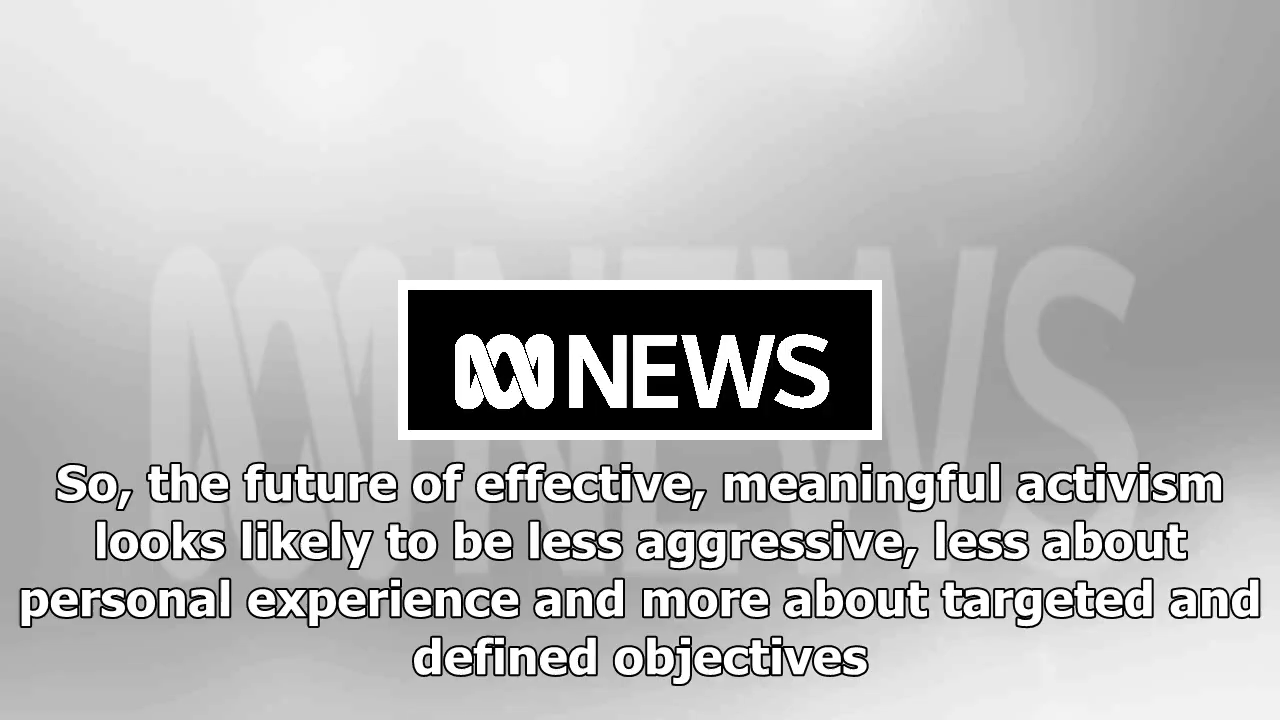 NEWS
NEWS
So, the future of effective, meaningful activism
looks likely to be less aggressive, less about
personal experience and more about targeted and
defined objectives